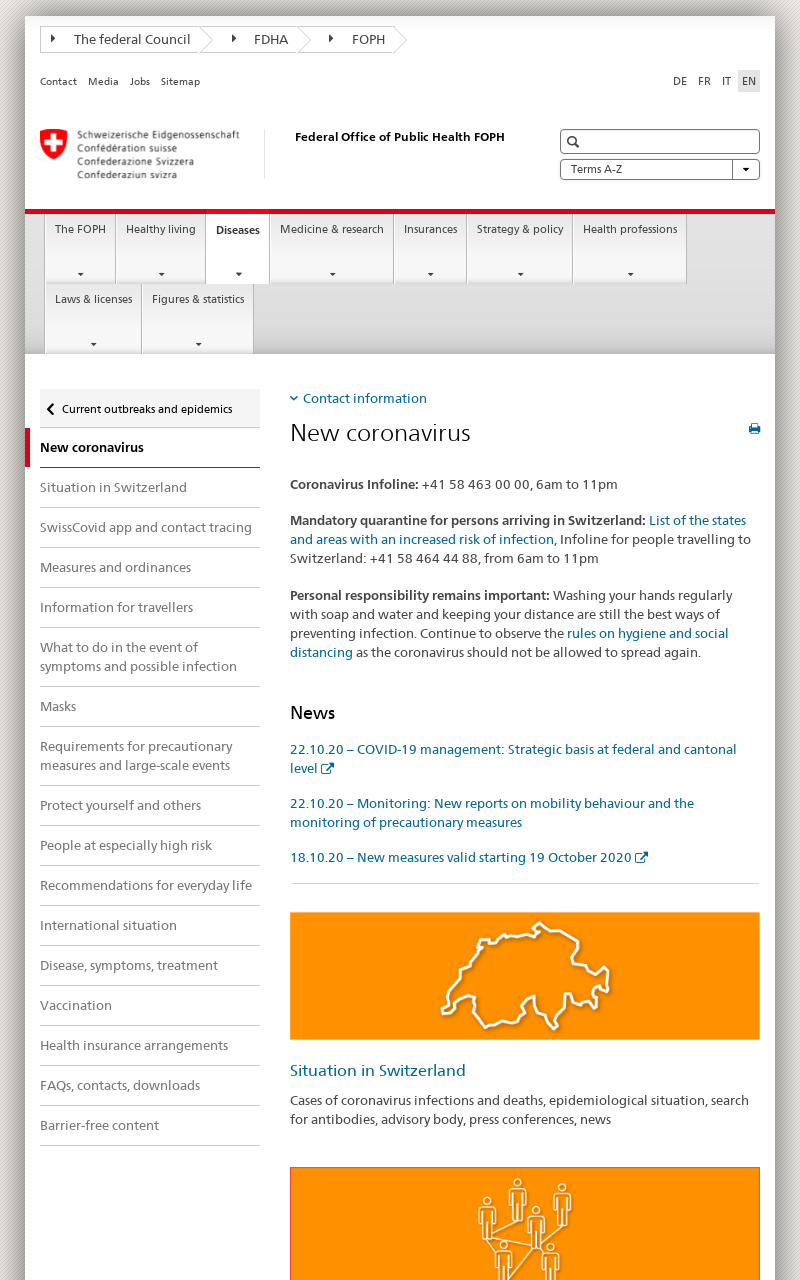 The federal Council
FDHA
FOPH
Contact Media Jobs Sitemap
DE FR IT EN
Schweizerische Eidgenossenschaft
Confédération suisse
Confederazione Svizzera
Confederaziun svizra
Federal Office of Public Health FOPH
Terms A-Z
The FOPH
Healthy living
Diseases
Medicine & research
Insurances
Strategy & policy
Health professions
Laws & licenses
Figures & statistics
Current outbreaks and epidemics
New coronavirus
Situation in Switzerland
SwissCovid app and contact tracing
Measures and ordinances
Information for travellers
What to do in the event of
symptoms and possible infection
Masks
Requirements for precautionary
measures and large-scale events
Protect yourself and others
People at especially high risk
Recommendations for everyday life
International situation
Disease, symptoms, treatment
Vaccination
Health insurance arrangements
FAQs, contacts, downloads
Barrier-free content
Contact information
New coronavirus
Coronavirus Infoline: +41 58 463 00 00, 6am to 11pm
Mandatory quarantine for persons arriving in Switzerland: List of the states
and areas with an increased risk of infection, Infoline for people travelling to
Switzerland: +41 58 464 44 88, from 6am to 11pm
Personal responsibility remains important: Washing your hands regularly
with soap and water and keeping your distance are still the best ways of
preventing infection. Continue to observe the rules on hygiene and social
distancing as the coronavirus should not be allowed to spread again.
News
22.10.20 – COVID-19 management: Strategic basis at federal and cantonal
level
22.10.20 – Monitoring: New reports on mobility behaviour and the
monitoring of precautionary measures
18.10.20 – New measures valid starting 19 October 2020
Situation in Switzerland
Cases of coronavirus infections and deaths, epidemiological situation, search
for antibodies, advisory body, press conferences, news